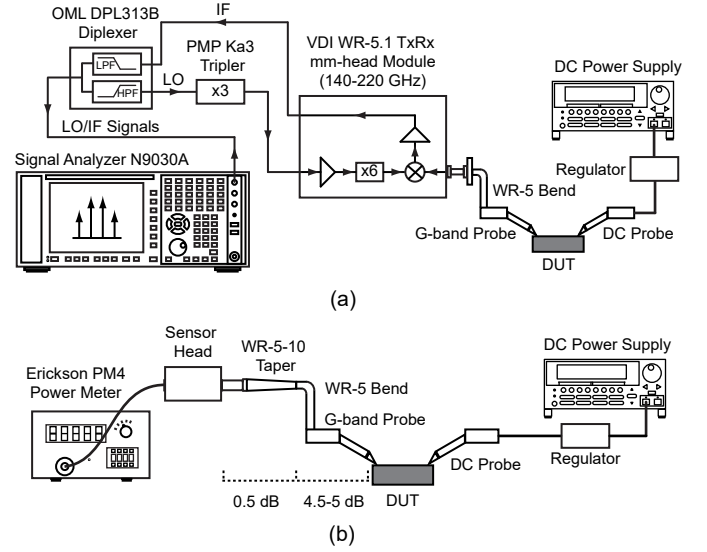 OML DPL313B
Diplexer
IF
LPF
HPF
LO
PMP Ka3
Tripler
x3
VDI WR-5.1 TxRx
mm-head Module
(140-220 GHz)
x6
DC Power Supply
LO/IF Signals
Signal Analyzer N9030A
Regulator
WR-5 Bend
G-band Probe
DC Probe
DUT
(a)
Sensor
Head
WR-5-10
Taper
DC Power Supply
Erickson PM4
Power Meter
WR-5 Bend
G-band Probe
DC Probe
Regulator
0.5 dB
4.5-5 dB
DUT
(b)